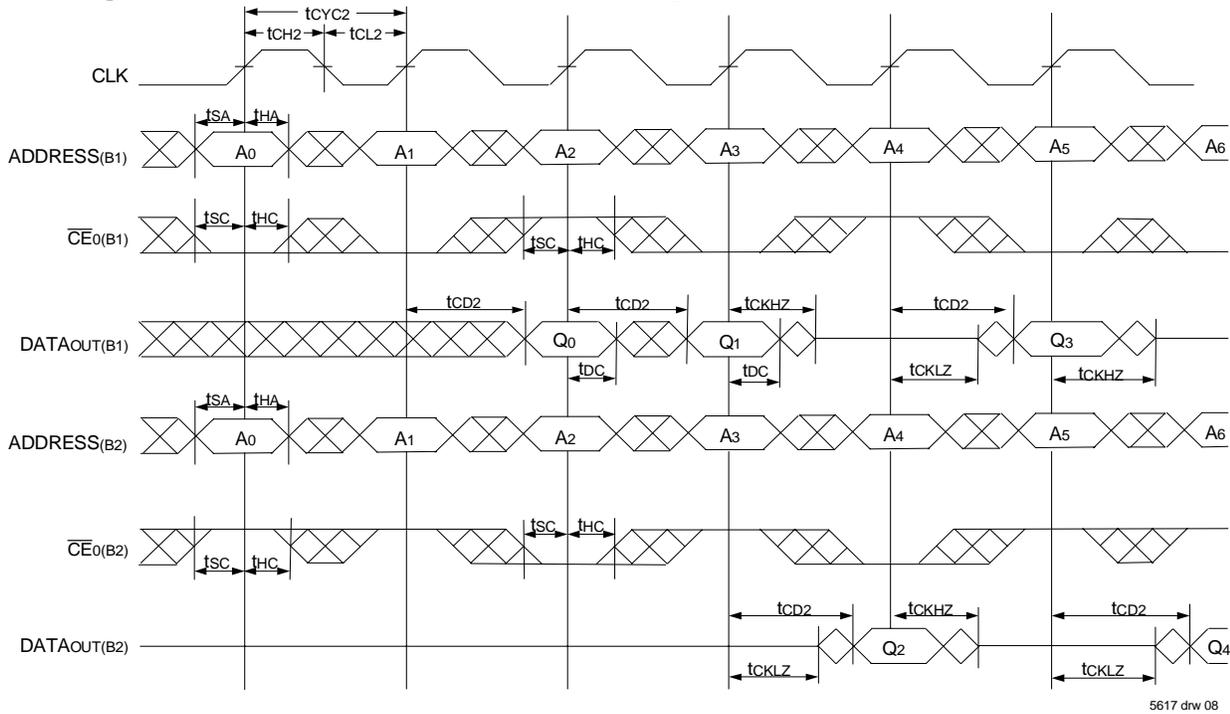 tCYC2
tCH2 tCL2
CLK
tSA tHA
ADDRESS(B1) A0 A1 A2 A3 A4 A5 A6
tSC tHC
CE0(B1)
tSC tHC
tCD2 tCD2 tCKHZ tCD2
DATAOUT(B1) Q0 Q1 Q3
tDC tDC tCKLZ tCKHZ
tSA tHA
ADDRESS(B2) A0 A1 A2 A3 A4 A5 A6
tSC tHC
CE0(B2)
tSC tHC
tCD2 tCKHZ tCD2
DATAOUT(B2) Q2 Q4
tCKLZ tCKLZ
5617 drw 08